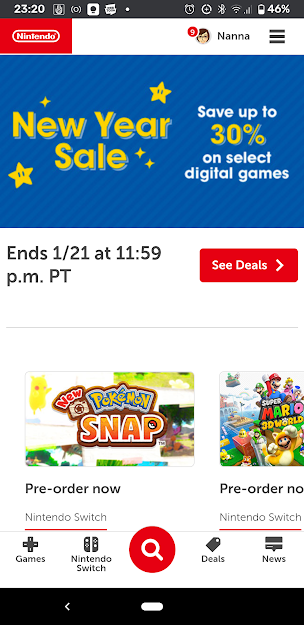 23:20
46%
Nintendo
9
Nanna
New Year
Sale
Save up to
30%
on select
digital games
Ends 1/21 at 11:59
p.m. PT
See Deals
New Pokémon
SNAP
SUPER
MARIO
3D WORLD
Pre-order now
Pre-order no
Nintendo Switch
Nintendo Switch
Games
Nintendo
Switch
Deals
News